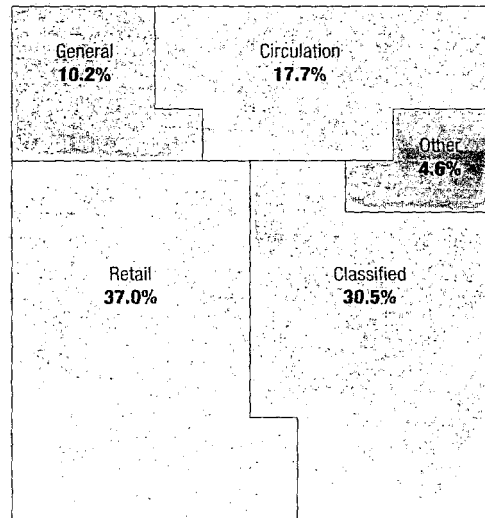 General
10.2%
Circulation
17.7%
Other
4.6%
Retail
37.0%
Classified
30.5%